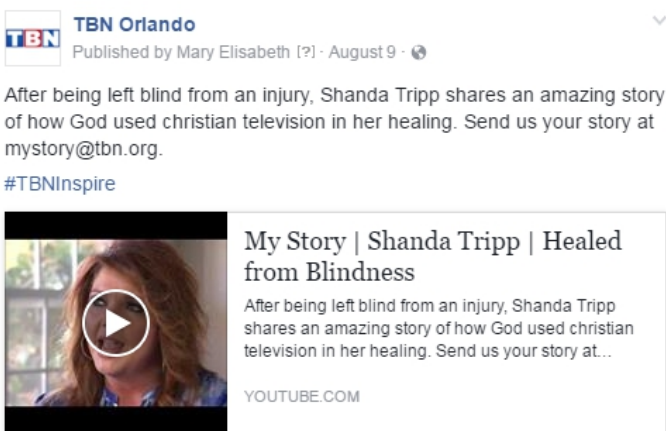 TBN
TBN Orlando
Published by Mary Elisabeth [?] · August 9 ·
After being left blind from an injury, Shanda Tripp shares an amazing story
of how God used christian television in her healing. Send us your story at
mystory@tbn.org.
#TBNInspire
My Story | Shanda Tripp | Healed
from Blindness
After being left blind from an injury, Shanda Tripp
shares an amazing story of how God used christian
television in her healing. Send us your story at...
YOUTUBE.COM